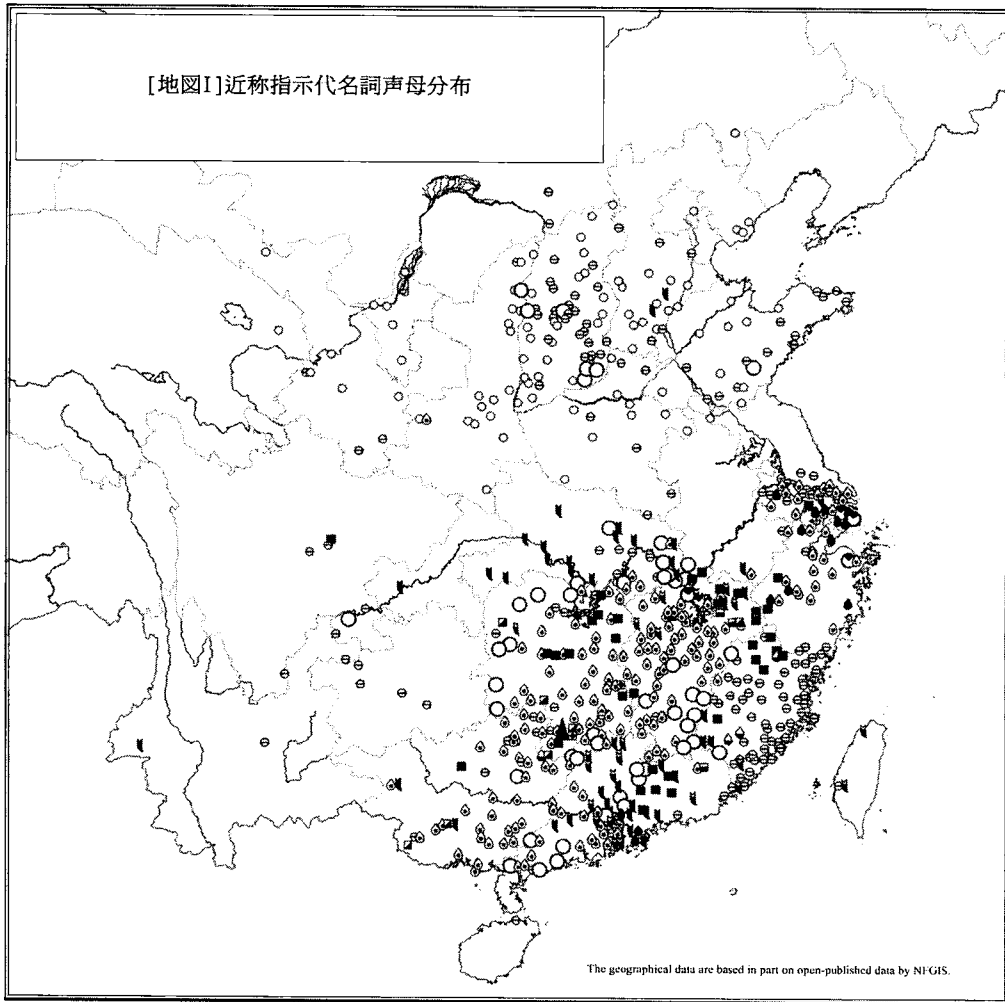 [地図I]近称指示代名詞声母分布
The geographical data are based in part on open-published data by NFGIS.